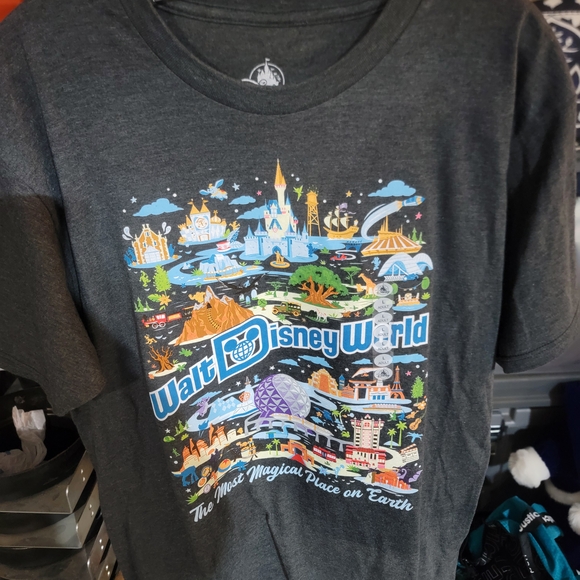 Walt Disney World
The Most Magical Place on Earth